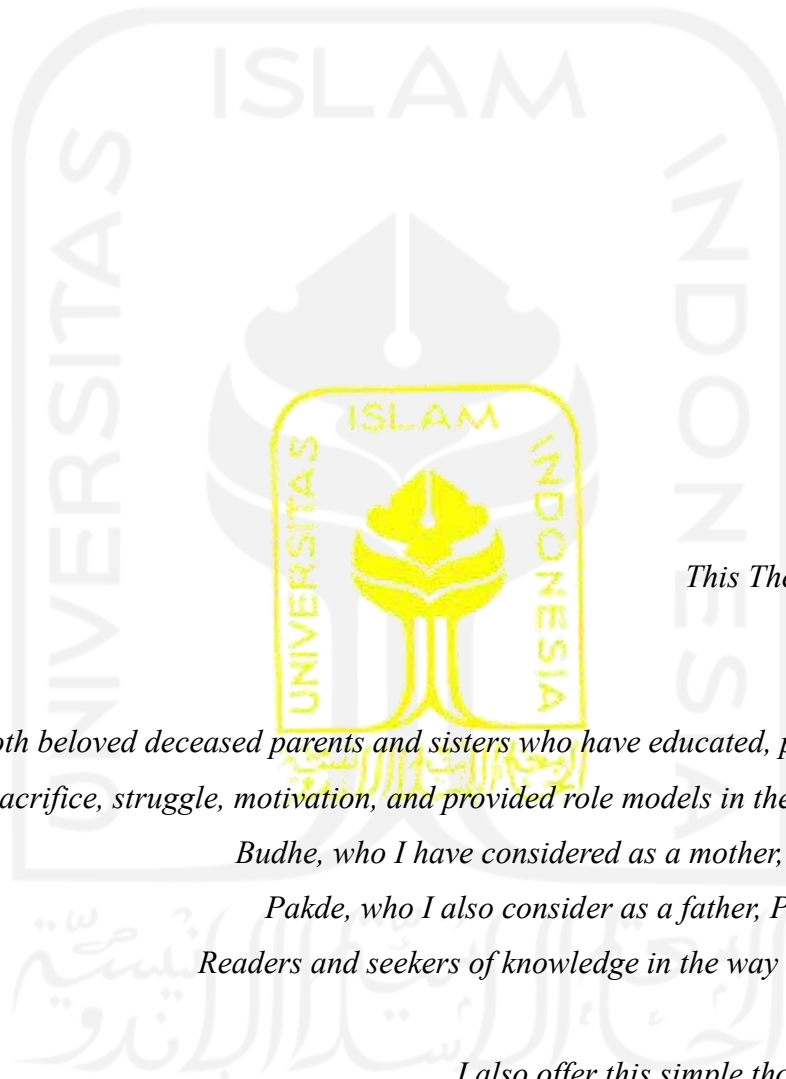 ISLAM
UNIVERSITAS
INDONESIA
ISLAM
UNIVERSITAS
INDONESIA
This The
oth beloved deceased parents and sisters who have educated, p
acrifice, struggle, motivation, and provided role models in the
Budhe, who I have considered as a mother,
Pakde, who I also consider as a father, P
Readers and seekers of knowledge in the way
I also offer this simple tho